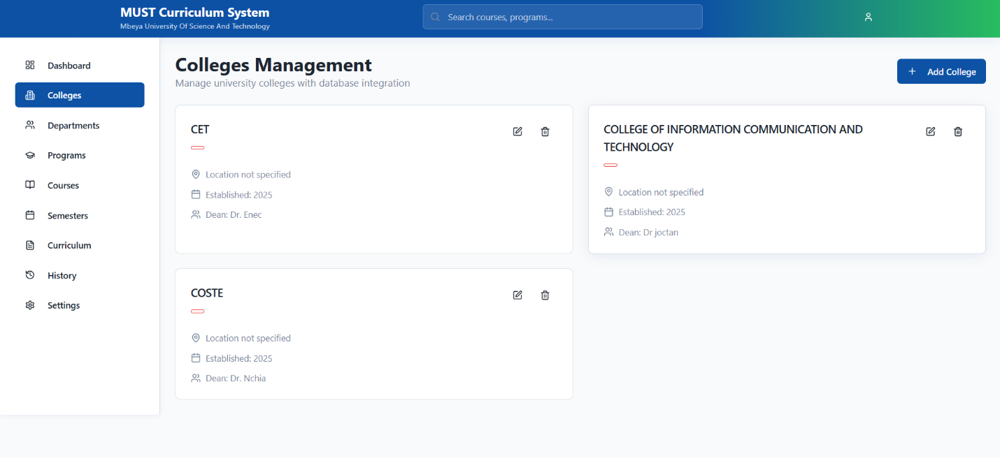 MUST Curriculum System
Mbeya University Of Science And Technology
Search courses, programs...
Dashboard
Colleges
Departments
Programs
Courses
Semesters
Curriculum
History
Settings
Colleges Management
Manage university colleges with database integration
Add College
CET
Location not specified
Established: 2025
Dean: Dr. Enec
COLLEGE OF INFORMATION COMMUNICATION AND
TECHNOLOGY
Location not specified
Established: 2025
Dean: Dr joctan
COSTE
Location not specified
Established: 2025
Dean: Dr. Nchia